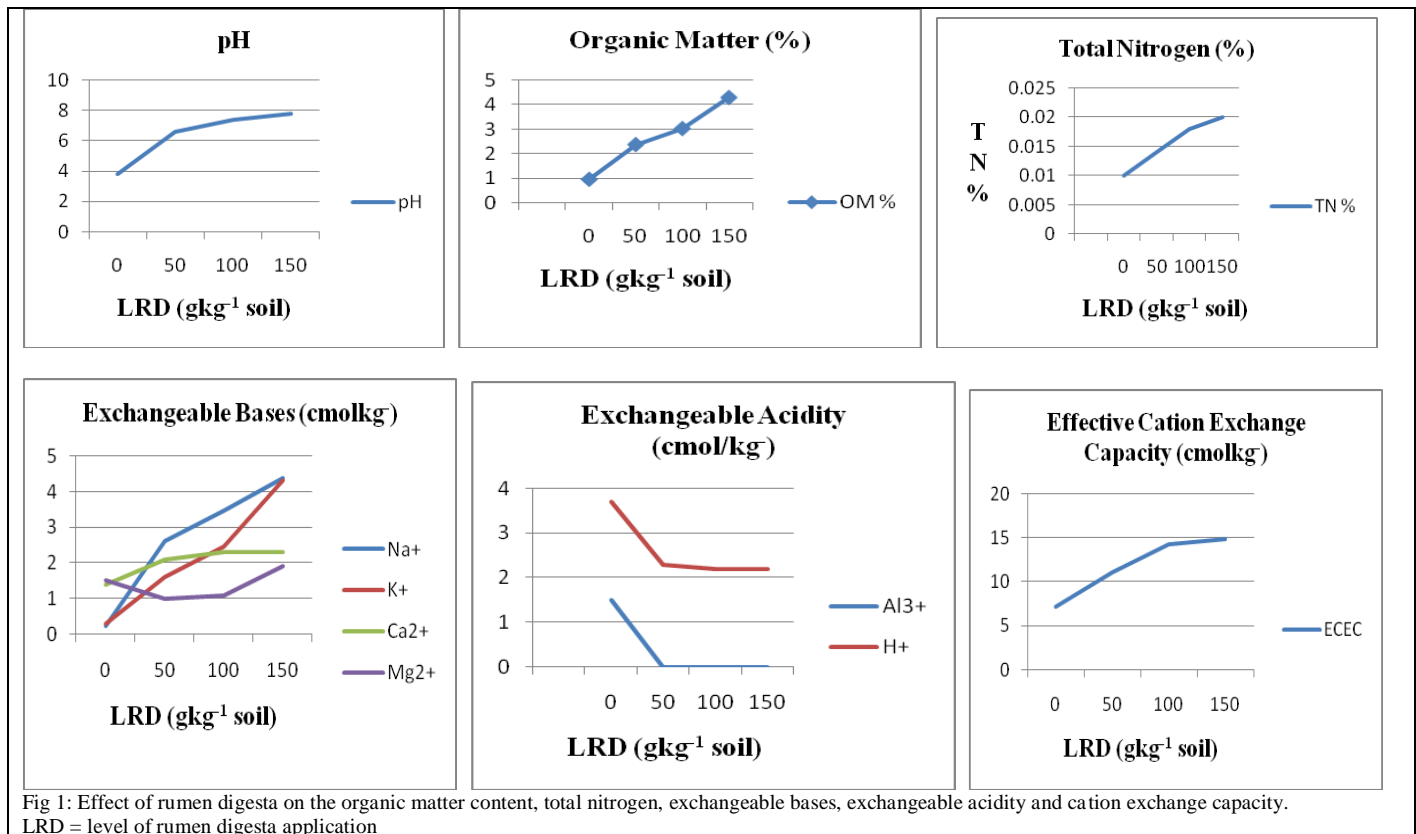 pH
10
8
6
4
2
0
0 50 100 150
pH
LRD (gkg⁻¹ soil)
Organic Matter (%)
5
4
3
2
1
0
0 50 100 150
OM %
LRD (gkg⁻¹ soil)
Total Nitrogen (%)
T
N
%
0.025
0.02
0.015
0.01
0.005
0
0 50 100 150
TN %
LRD (gkg⁻¹ soil)
Exchangeable Bases (cmolkg⁻)
5
4
3
2
1
0
0 50 100 150
Na+
K+
Ca2+
Mg2+
LRD (gkg⁻¹ soil)
Exchangeable Acidity
(cmol/kg⁻)
4
3
2
1
0
0 50 100 150
Al3+
H+
LRD (gkg⁻¹ soil)
Effective Cation Exchange
Capacity (cmolkg⁻)
20
15
10
5
0
0 50 100 150
ECEC
LRD (gkg⁻¹ soil)
Fig 1: Effect of rumen digesta on the organic matter content, total nitrogen, exchangeable bases, exchangeable acidity and cation exchange capacity.
LRD = level of rumen digesta application